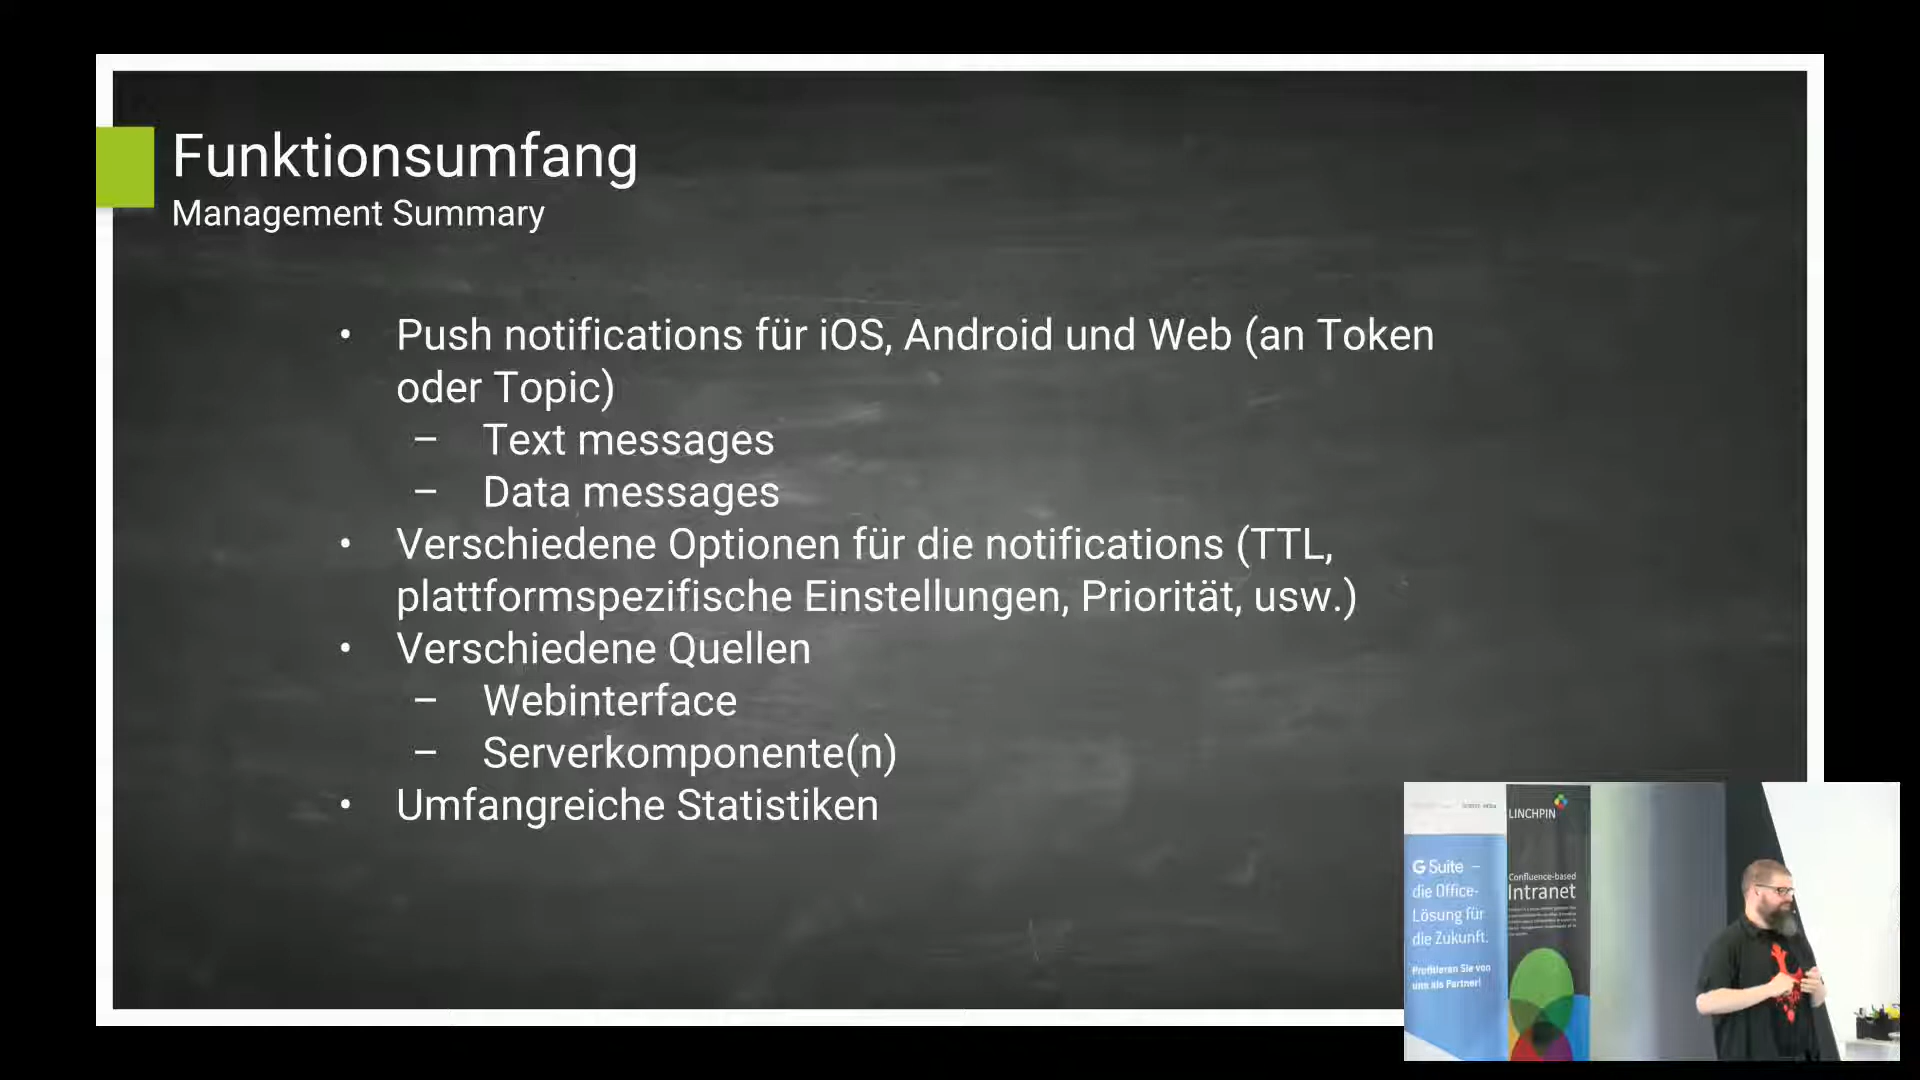 Funktionsumfang
Management Summary
• Push notifications für iOS, Android und Web (an Token
oder Topic)
– Text messages
– Data messages
• Verschiedene Optionen für die notifications (TTL,
plattformspezifische Einstellungen, Priorität, usw.)
• Verschiedene Quellen
– Webinterface
– Serverkomponente(n)
• Umfangreiche Statistiken
G Suite –
die Office-
Lösung für
die Zukunft.
Profitieren Sie von
uns als Partner!
LINCHPIN
Confluence-based
Intranet